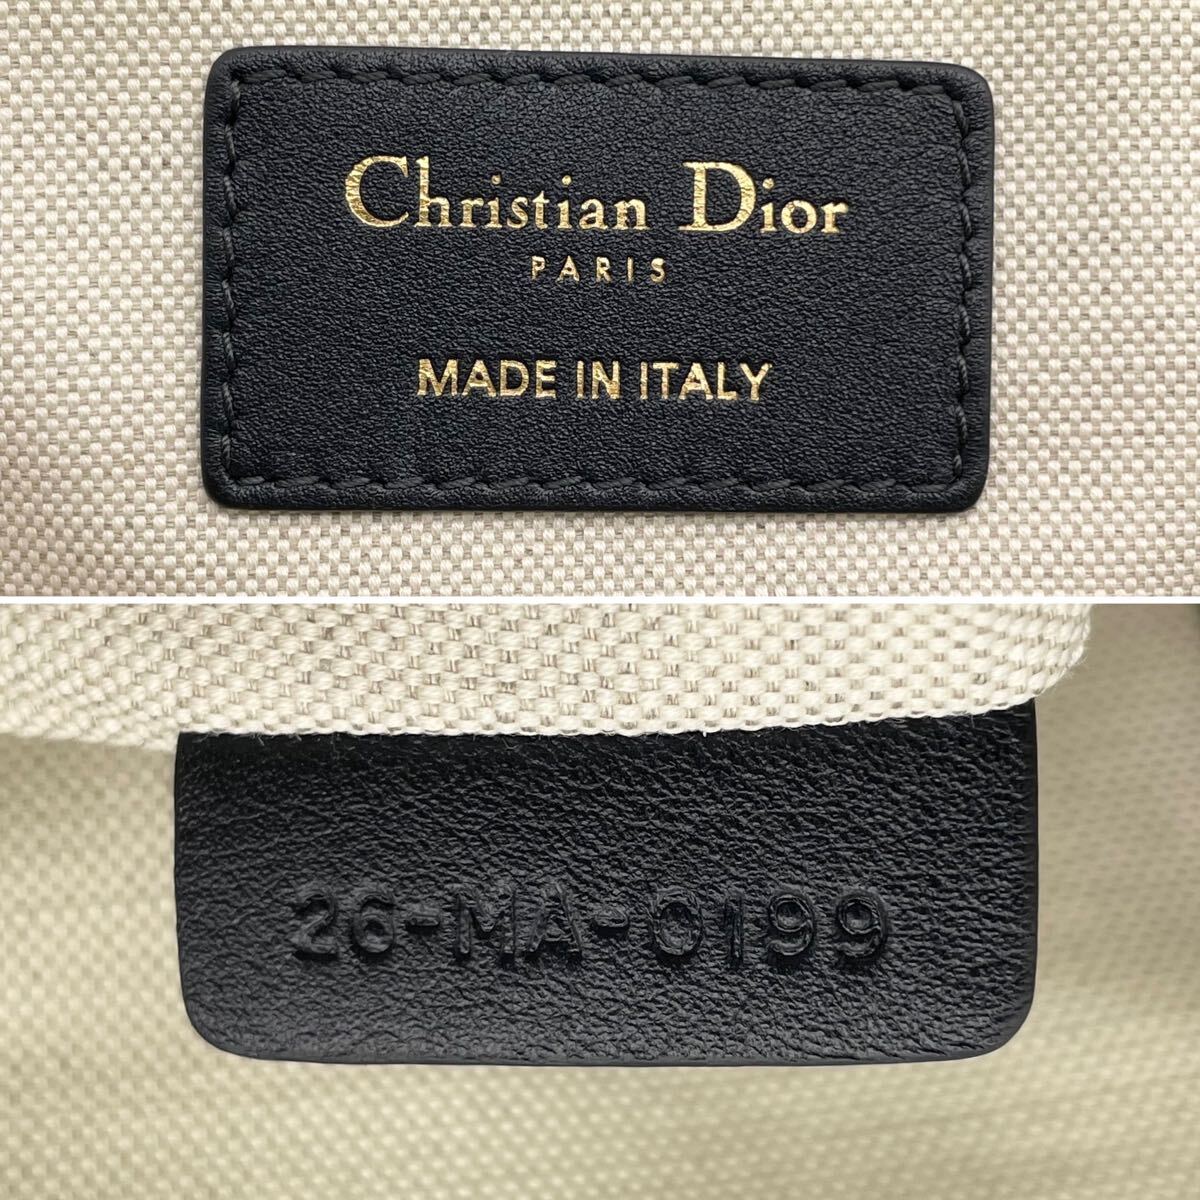 Christian Dior
PARIS
MADE IN ITALY
26-MA-0199